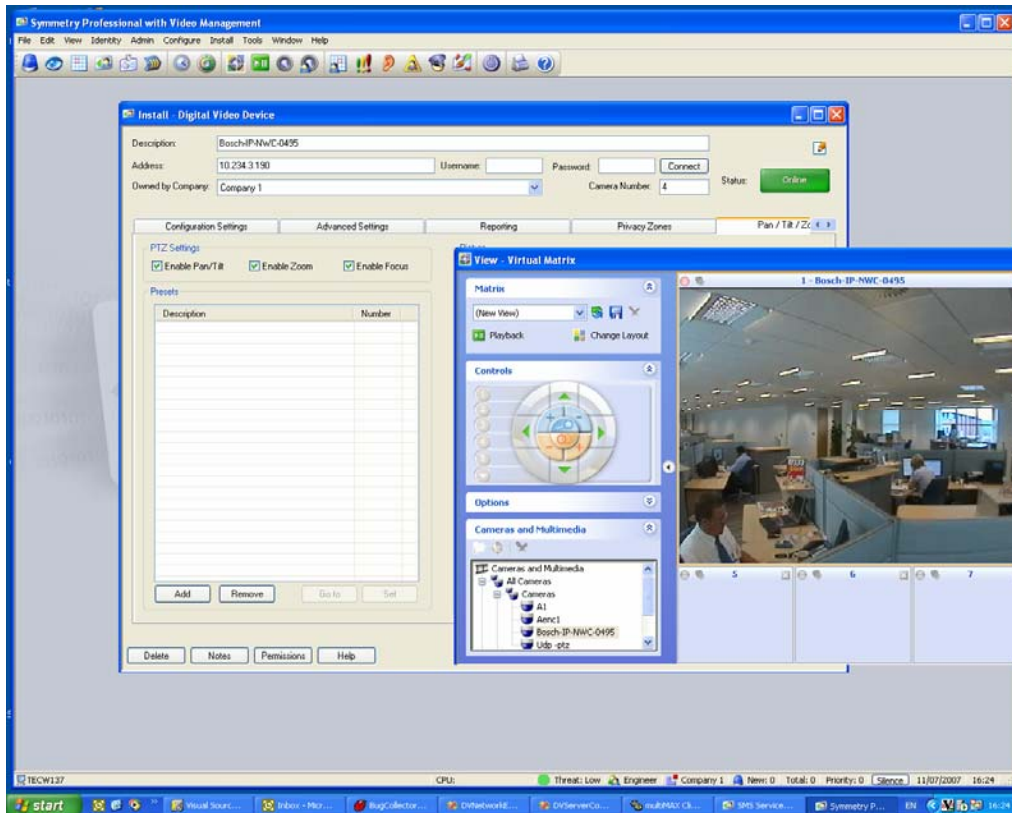 Symmetry Professional with Video Management
File Edit View Identity Admin Configure Install Tools Window Help
Install - Digital Video Device
Description: Bosch-IP-NWC-0495
Address: 10.234.3.190 Username: Password: Connect
Owned by Company: Company 1 Camera Number: 4 Status: Online
Configuration Settings Advanced Settings Reporting Privacy Zones Pan / Tilt / Zo
PTZ Settings
Enable Pan/Tilt Enable Zoom Enable Focus
Presets
Description Number
Add Remove Go to Set
Delete Notes Permissions Help
View - Virtual Matrix
Matrix
(New View)
Playback Change Layout
Controls
Options
Cameras and Multimedia
Cameras and Multimedia
All Cameras
Cameras
A1
Aenc1
Bosch-IP-NWC-0495
Udp -ptz
1 - Bosch-IP-NWC-0495
5 6 7
TECW137 CPU: Threat: Low Engineer Company 1 New: 0 Total: 0 Priority: 0 Silence 11/07/2007 16:24
start Visual Sourc... Inbox - Micr... BugCollector... DVNetworkE... DVServerCo... multiMAX Cli... SMS Service... Symmetry P... EN 16:24